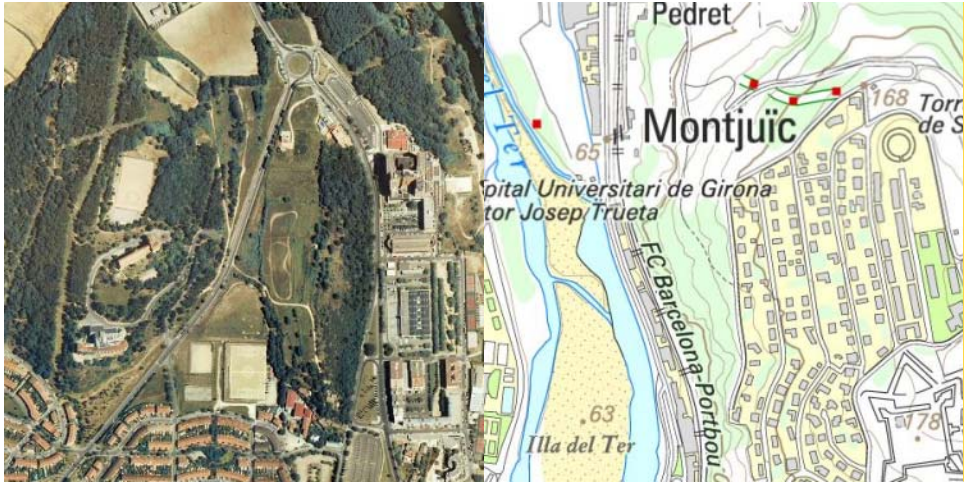 Pedret
Montjuïc
168
Torr
de S
el Ter
65
pital Universitari de Girona
tor Josep Trueta
FC Barcelona-Portbou
63
Illa del Ter
178